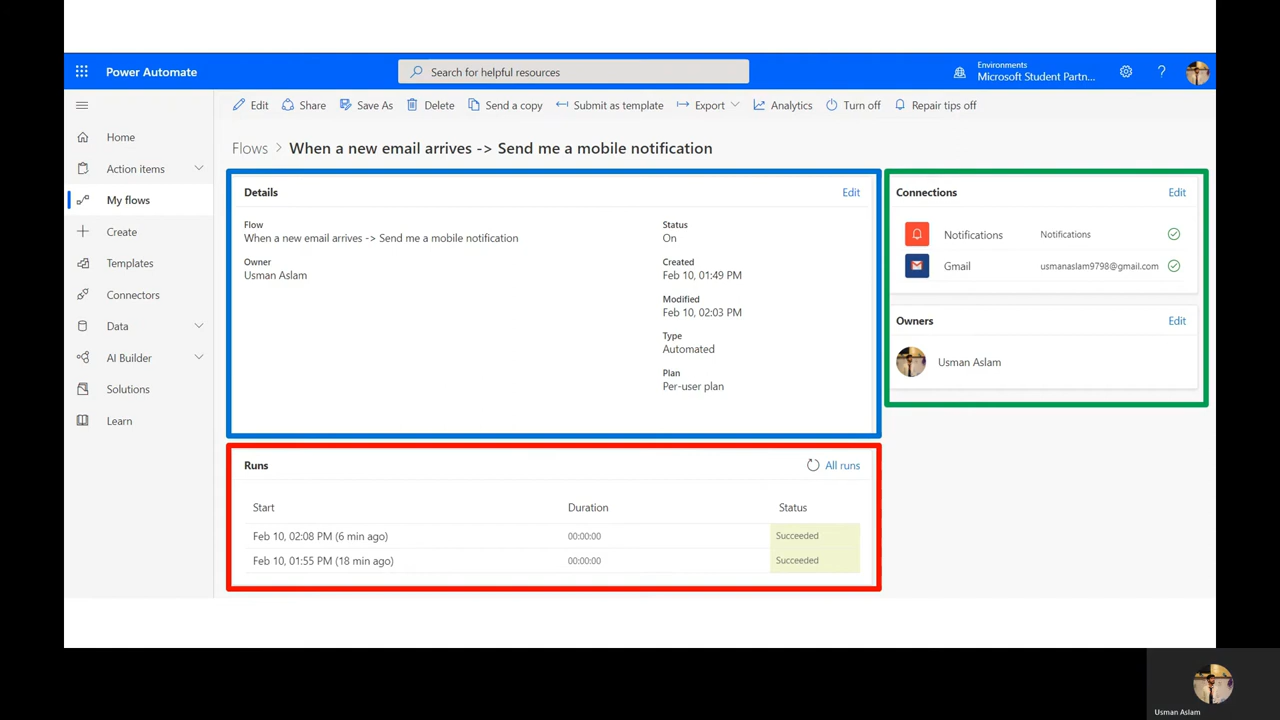 Power Automate
Search for helpful resources
Environments
Microsoft Student Partn...
?
Edit Share Save As Delete Send a copy Submit as template Export Analytics Turn off Repair tips off
Home
Action items
My flows
Create
Templates
Connectors
Data
AI Builder
Solutions
Learn
Flows > When a new email arrives -> Send me a mobile notification
Details Edit
Flow
When a new email arrives -> Send me a mobile notification
Owner
Usman Aslam
Status
On
Created
Feb 10, 01:49 PM
Modified
Feb 10, 02:03 PM
Type
Automated
Plan
Per-user plan
Connections Edit
Notifications Notifications
Gmail usmanaslam9798@gmail.com
Owners Edit
Usman Aslam
Runs All runs
Start Duration Status
Feb 10, 02:08 PM (6 min ago) 00:00:00 Succeeded
Feb 10, 01:55 PM (18 min ago) 00:00:00 Succeeded
Usman Aslam